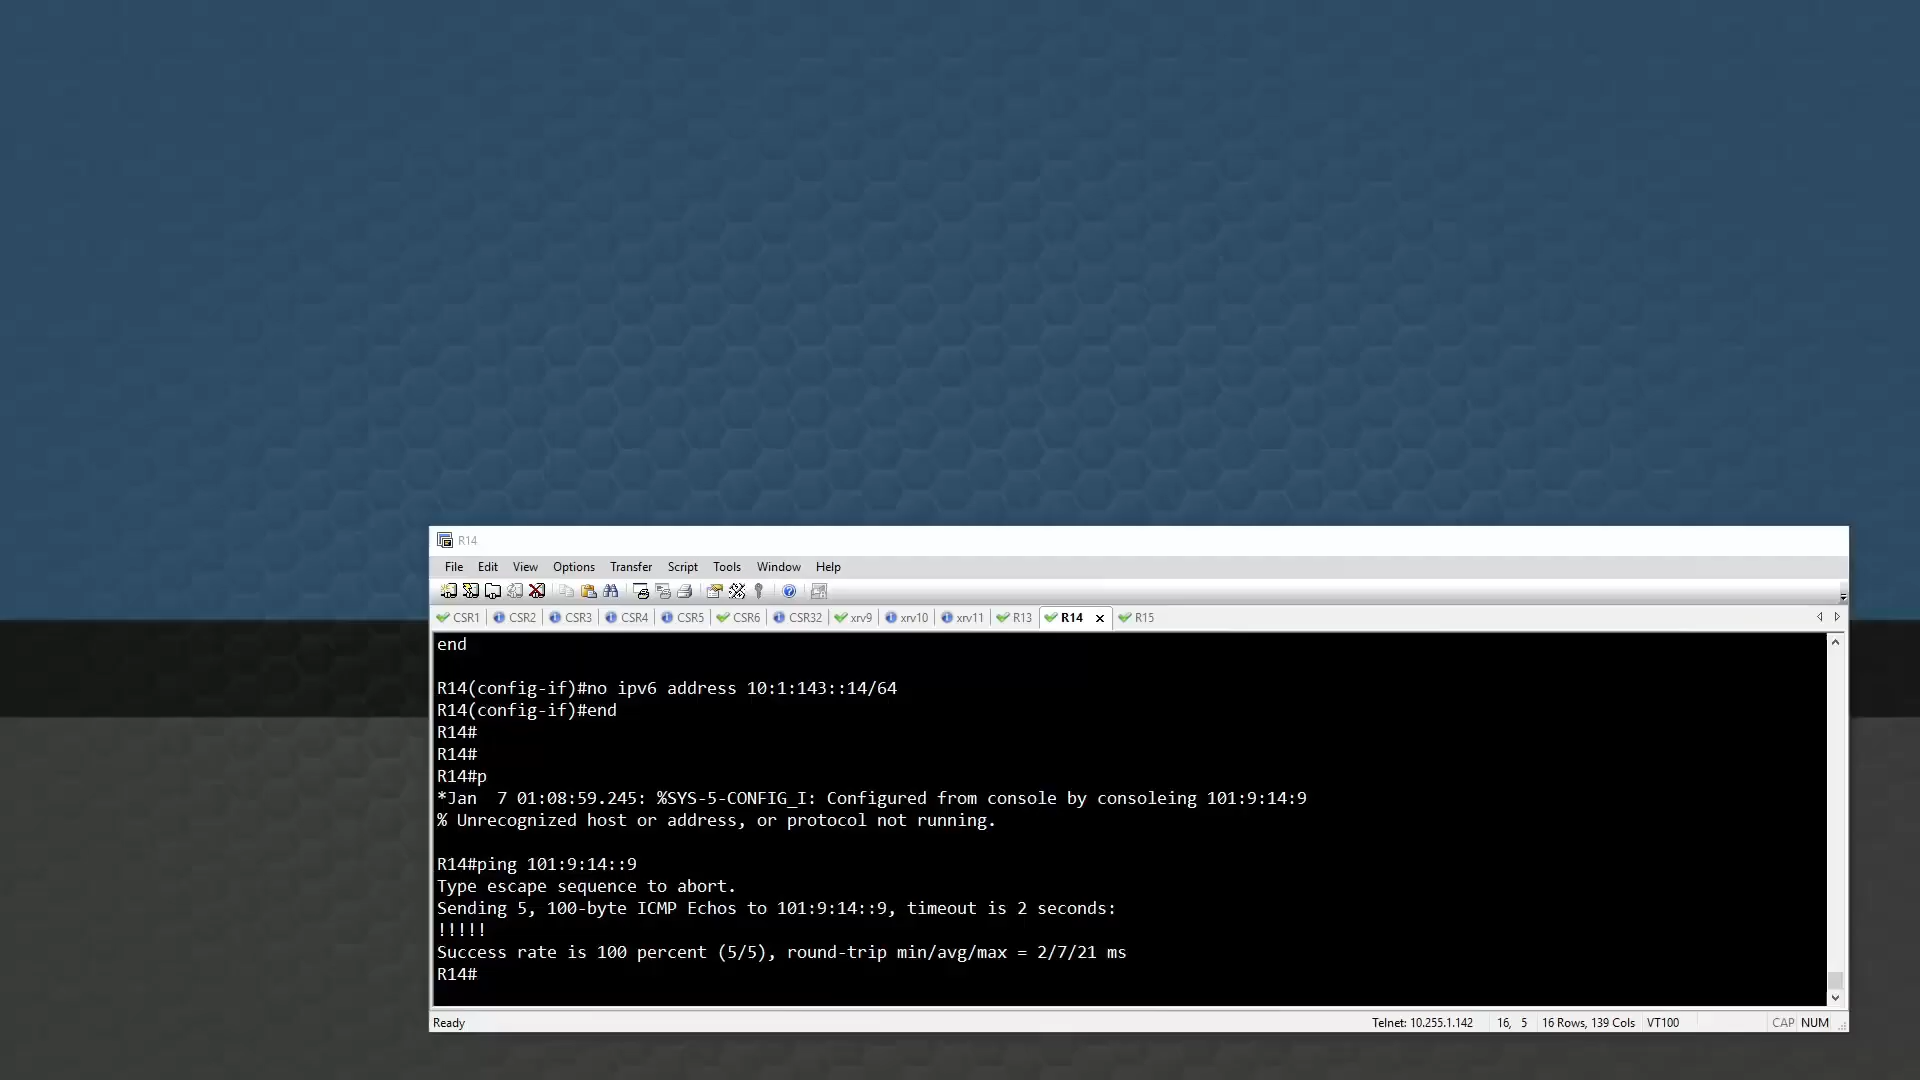 R14
File Edit View Options Transfer Script Tools Window Help
CSR1 CSR2 CSR3 CSR4 CSR5 CSR6 CSR32 xrv9 xrv10 xrv11 R13 R14 R15
end
R14(config-if)#no ipv6 address 10:1:143::14/64
R14(config-if)#end
R14#
R14#
R14#p
*Jan  7 01:08:59.245: %SYS-5-CONFIG_I: Configured from console by consoleing 101:9:14:9
% Unrecognized host or address, or protocol not running.
R14#ping 101:9:14::9
Type escape sequence to abort.
Sending 5, 100-byte ICMP Echos to 101:9:14::9, timeout is 2 seconds:
!!!!!
Success rate is 100 percent (5/5), round-trip min/avg/max = 2/7/21 ms
R14#
Ready Telnet: 10.255.1.142 16, 5 16 Rows, 139 Cols VT100 CAP NUM